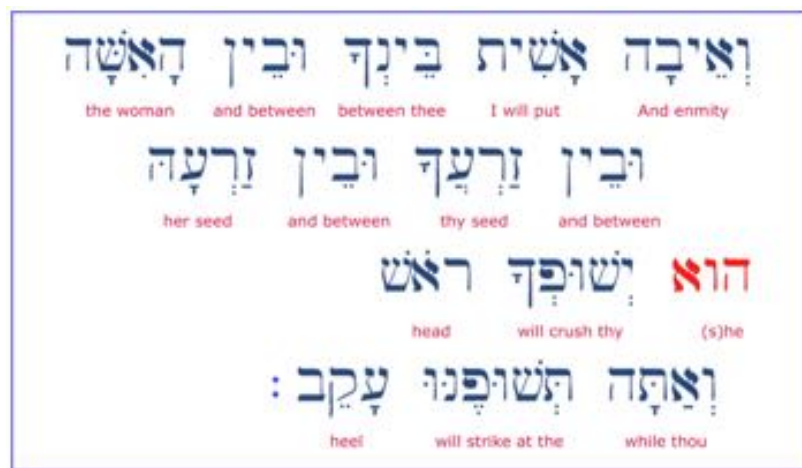 וְאֵיבָה אָשִׁית בֵּינְךָ וּבֵין הָאִשָּׁה
the woman and between between thee I will put And enmity
וּבֵין זַרְעֲךָ וּבֵין זַרְעָהּ
her seed and between thy seed and between
הוא יְשׁוּפְךָ רֹאשׁ
head will crush thy (s)he
וְאַתָּה תְּשׁוּפֶנּוּ עָקֵב :
heel will strike at the while thou